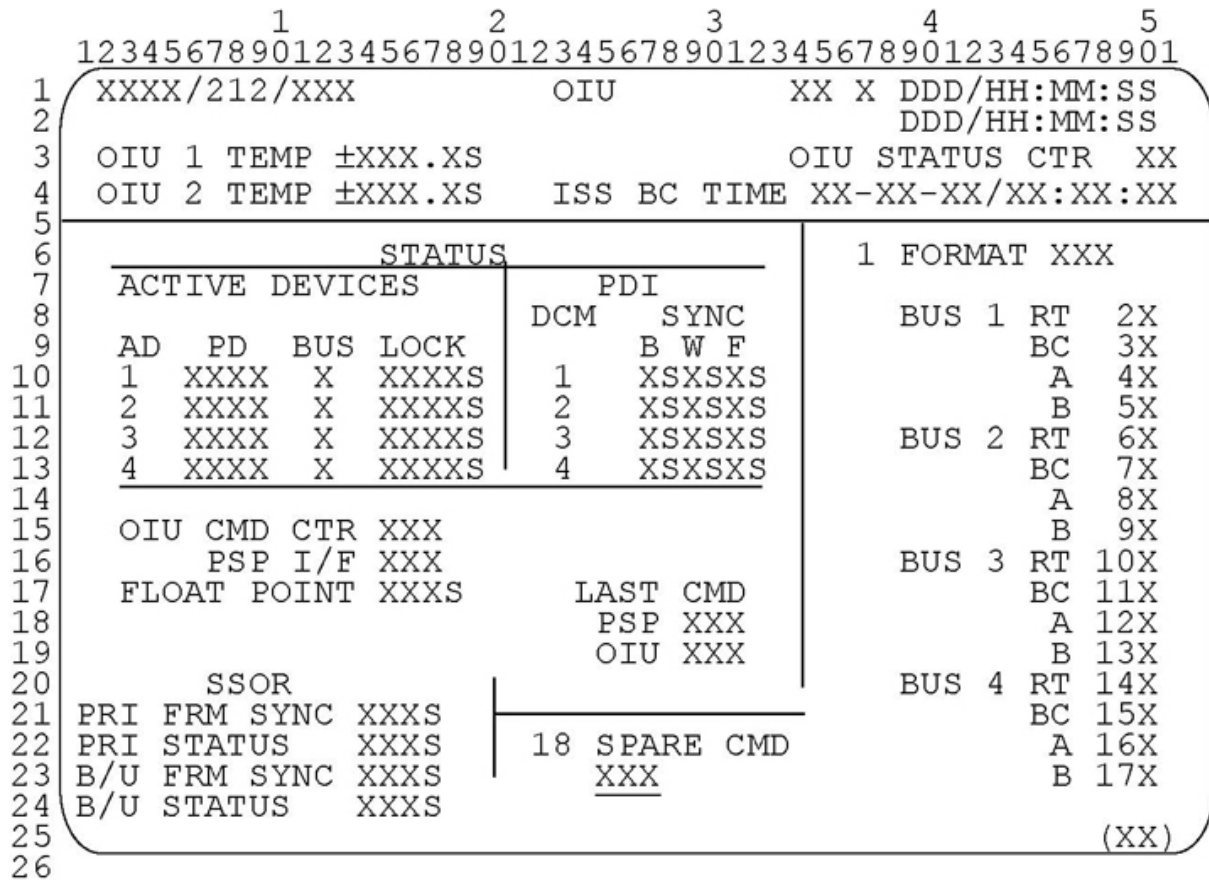 1 2 3 4 5
123456789012345678901234567890123456789012345678901
1 XXXX/212/XXX OIU XX X DDD/HH:MM:SS
2 DDD/HH:MM:SS
3 OIU 1 TEMP ±XXX.XS OIU STATUS CTR XX
4 OIU 2 TEMP ±XXX.XS ISS BC TIME XX-XX-XX/XX:XX:XX
5
6 STATUS 1 FORMAT XXX
7 ACTIVE DEVICES PDI
8 DCM SYNC BUS 1 RT 2X
9 AD PD BUS LOCK B W F BC 3X
10 1 XXXX X XXXXS 1 XSXSXS A 4X
11 2 XXXX X XXXXS 2 XSXSXS B 5X
12 3 XXXX X XXXXS 3 XSXSXS BUS 2 RT 6X
13 4 XXXX X XXXXS 4 XSXSXS BC 7X
14 A 8X
15 OIU CMD CTR XXX B 9X
16 PSP I/F XXX BUS 3 RT 10X
17 FLOAT POINT XXXS LAST CMD BC 11X
18 PSP XXX A 12X
19 OIU XXX B 13X
20 SSOR BUS 4 RT 14X
21 PRI FRM SYNC XXXS BC 15X
22 PRI STATUS XXXS 18 SPARE CMD A 16X
23 B/U FRM SYNC XXXS XXX B 17X
24 B/U STATUS XXXS
25 (XX)
26